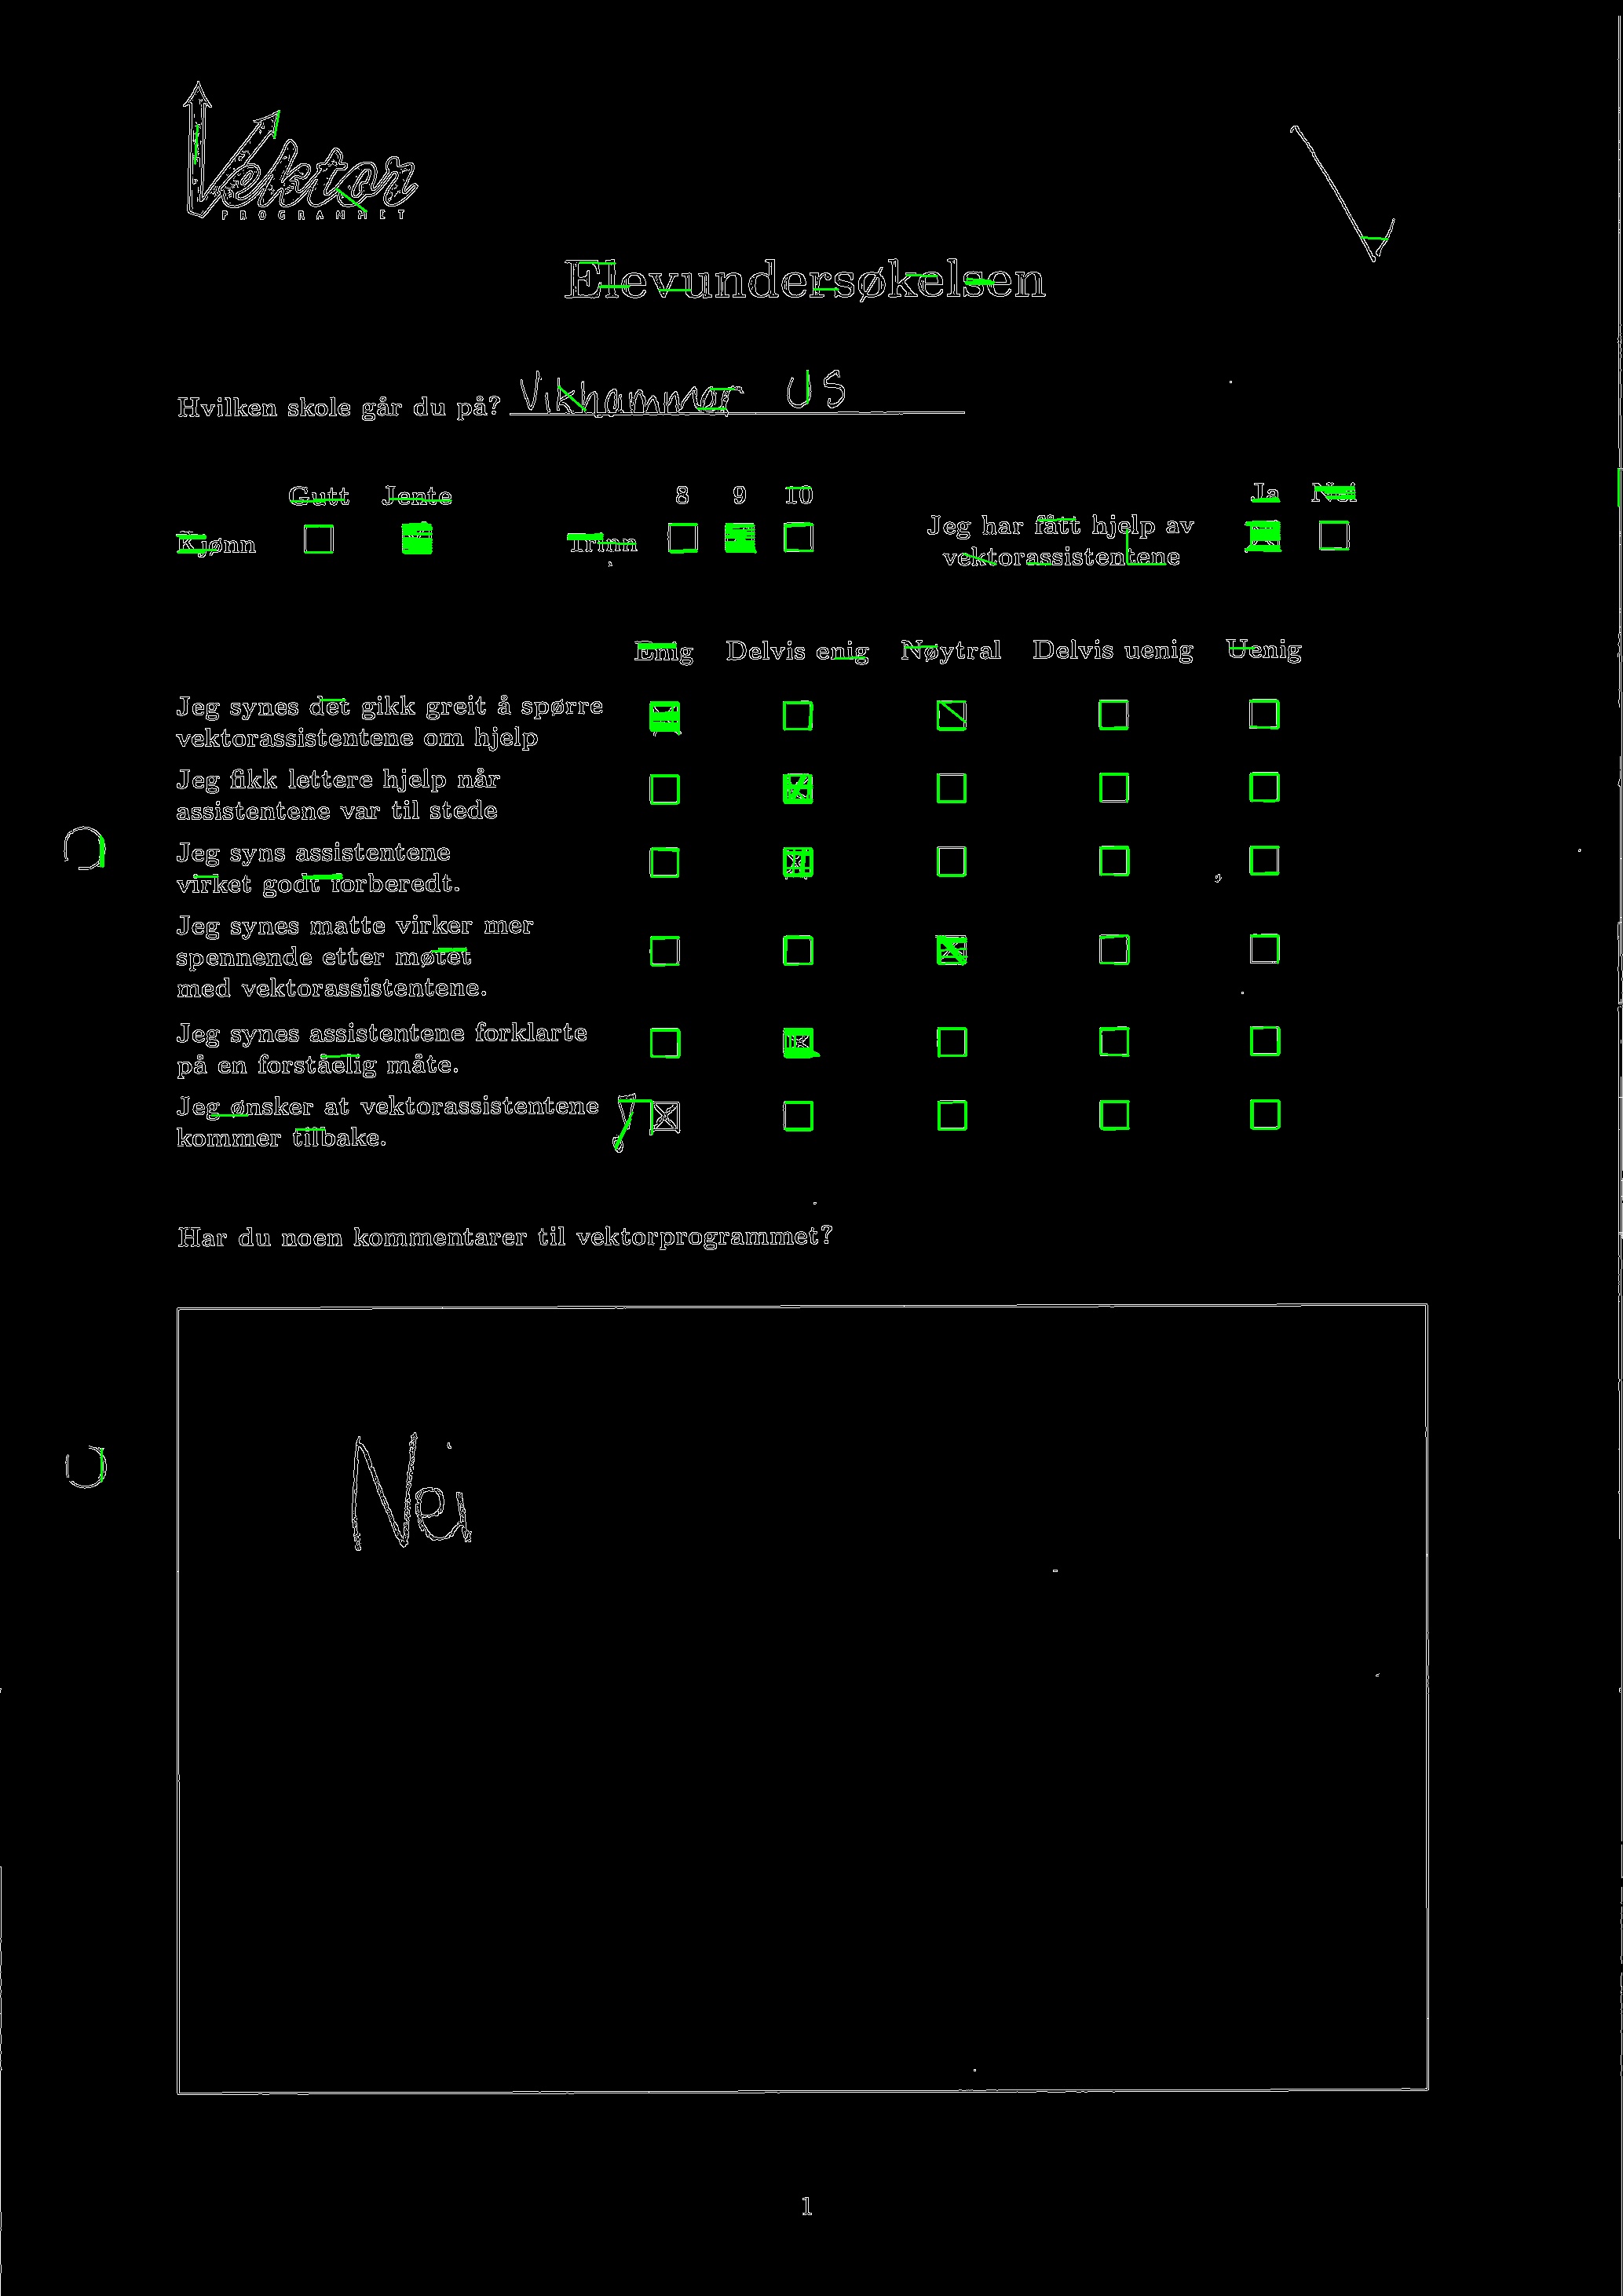 Vektor
PROGRAMMET
Elevundersøkelsen
Hvilken skole går du på? Vikhammer US
Gutt Jente 8 9 10 Ja Nei
Kjønn Trinn Jeg har fått hjelp av
vektorassistentene
Enig Delvis enig Nøytral Delvis uenig Uenig
Jeg synes det gikk greit å spørre
vektorassistentene om hjelp
Jeg fikk lettere hjelp når
assistentene var til stede
Jeg syns assistentene
virket godt forberedt.
Jeg synes matte virker mer
spennende etter møtet
med vektorassistentene.
Jeg synes assistentene forklarte
på en forståelig måte.
Jeg ønsker at vektorassistentene
kommer tilbake.
Har du noen kommentarer til vektorprogrammet?
Nei
1